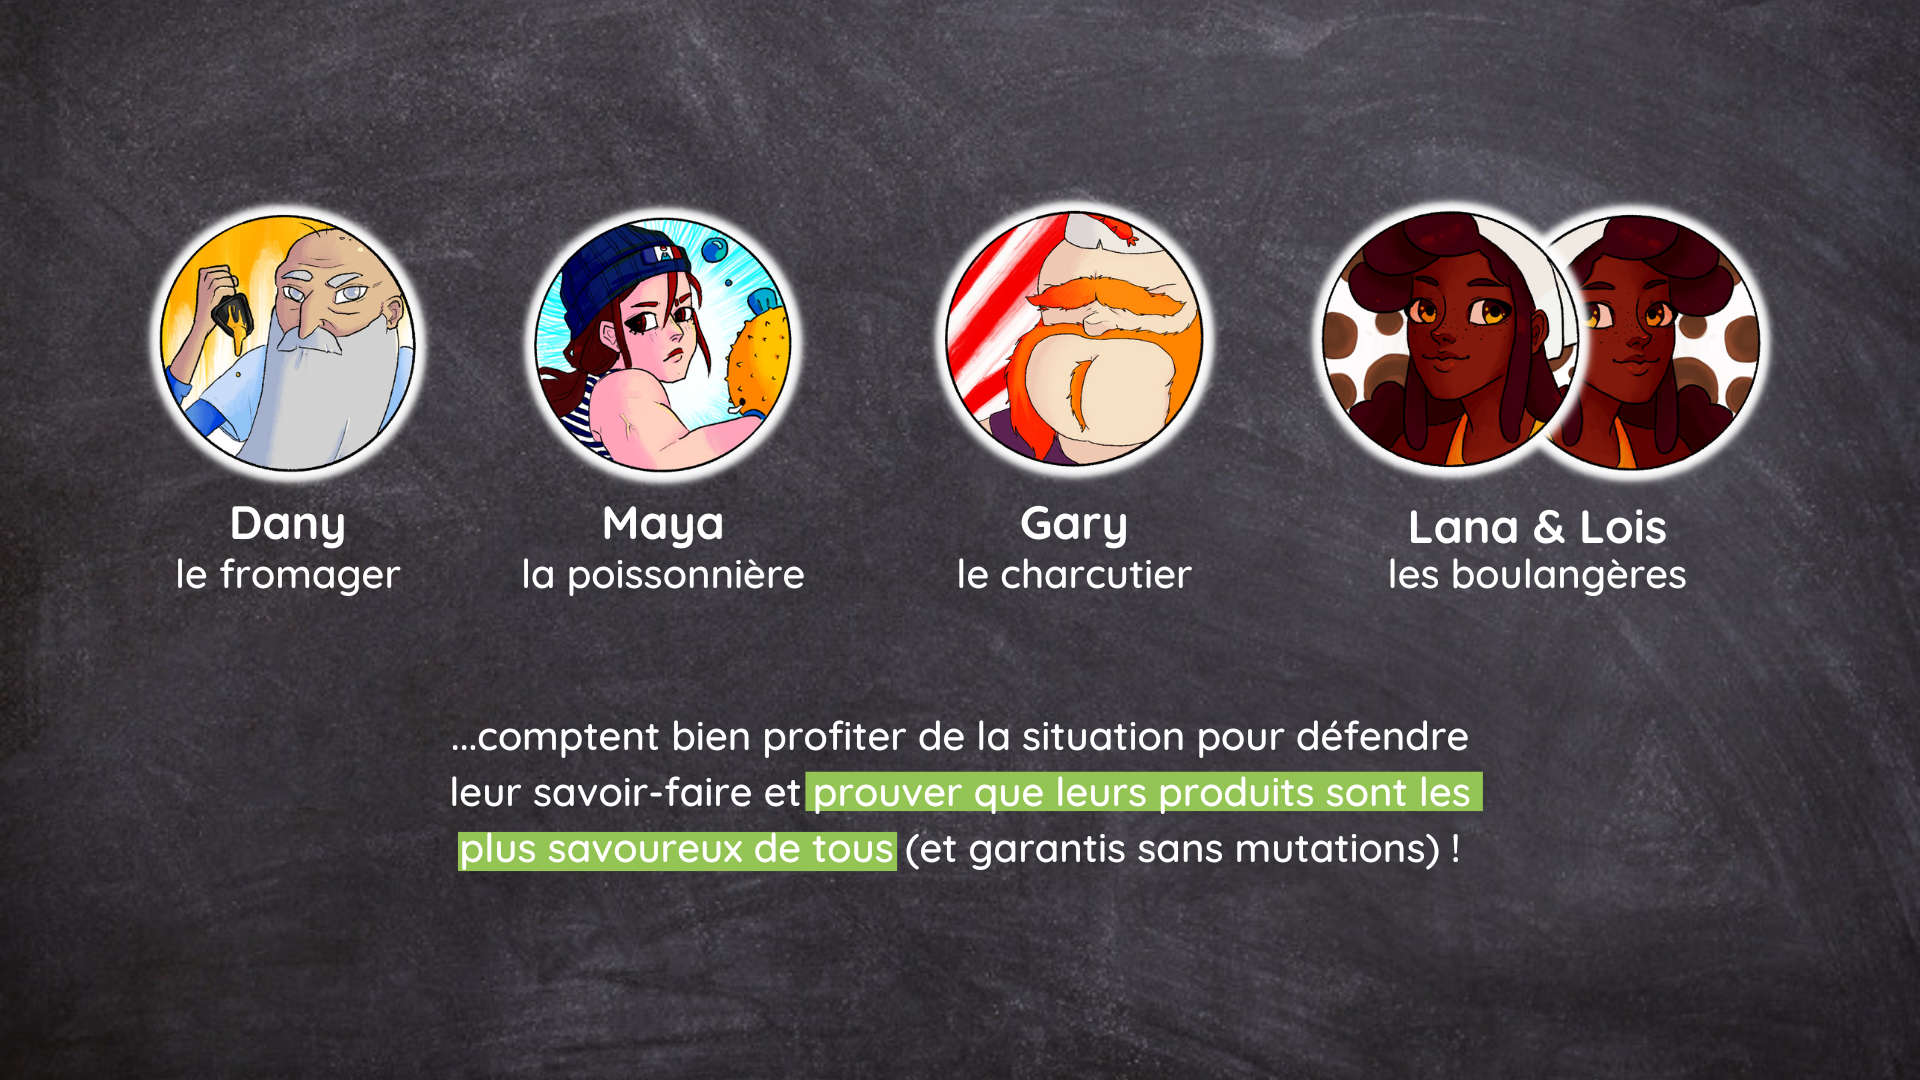 Dany
le fromager
Maya
la poissonnière
Gary
le charcutier
Lana & Lois
les boulangères
...comptent bien profiter de la situation pour défendre
leur savoir-faire et prouver que leurs produits sont les
plus savoureux de tous (et garantis sans mutations) !